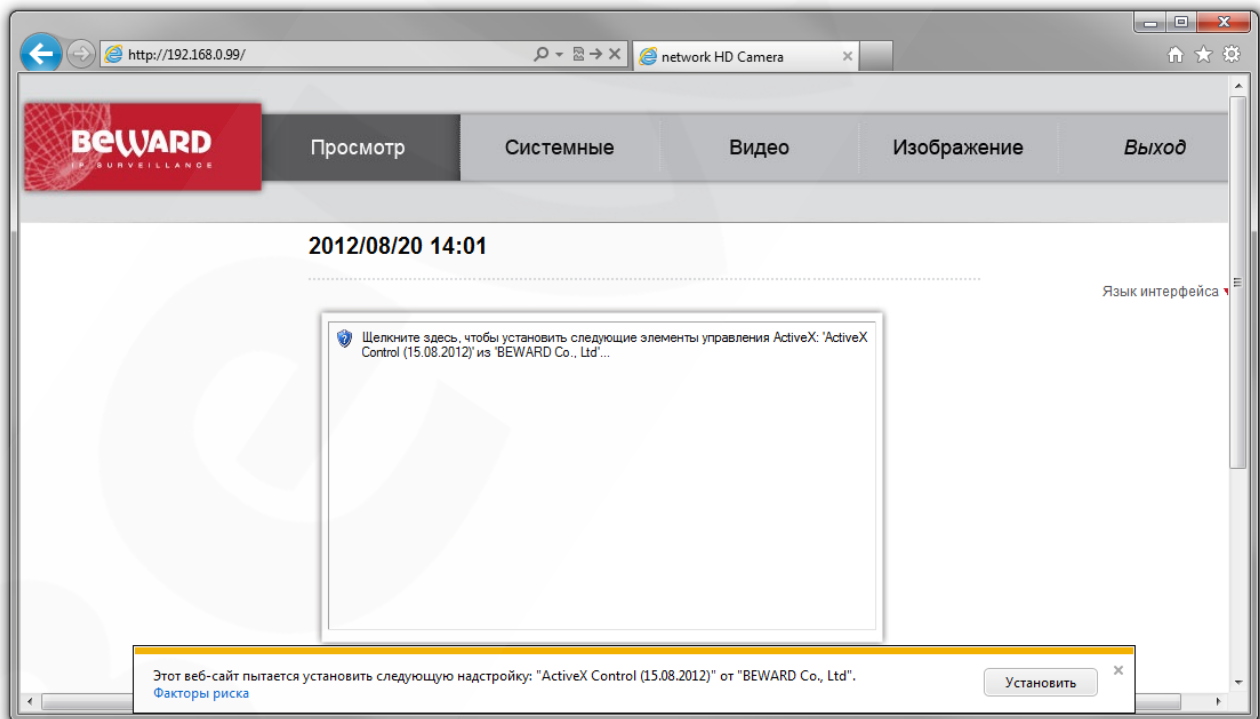 http://192.168.0.99/
network HD Camera
BEWARD
IP SURVEILLANCE
Просмотр
Системные
Видео
Изображение
Выход
2012/08/20 14:01
Язык интерфейса
Щелкните здесь, чтобы установить следующие элементы управления ActiveX: 'ActiveX
Control (15.08.2012)' из 'BEWARD Co., Ltd'...
Этот веб-сайт пытается установить следующую надстройку: "ActiveX Control (15.08.2012)" от "BEWARD Co., Ltd".
Факторы риска
Установить